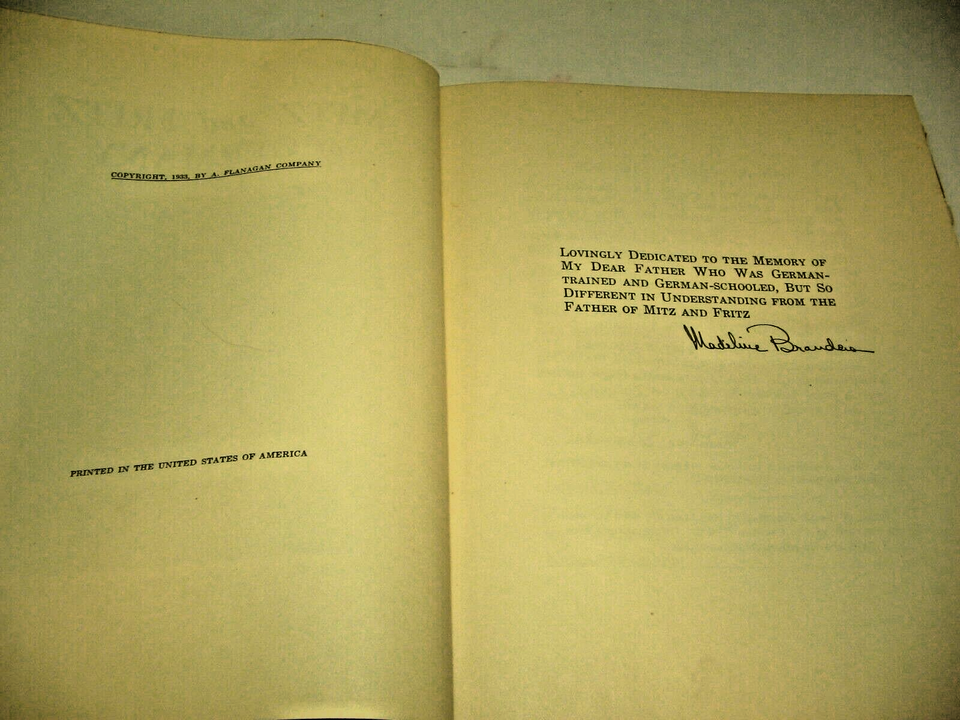 COPYRIGHT, 1933, BY A. FLANAGAN COMPANY
PRINTED IN THE UNITED STATES OF AMERICA
LOVINGLY DEDICATED TO THE MEMORY OF
MY DEAR FATHER WHO WAS GERMAN-
TRAINED AND GERMAN-SCHOOLED, BUT SO
DIFFERENT IN UNDERSTANDING FROM THE
FATHER OF MITZ AND FRITZ
Madeline Brandeis